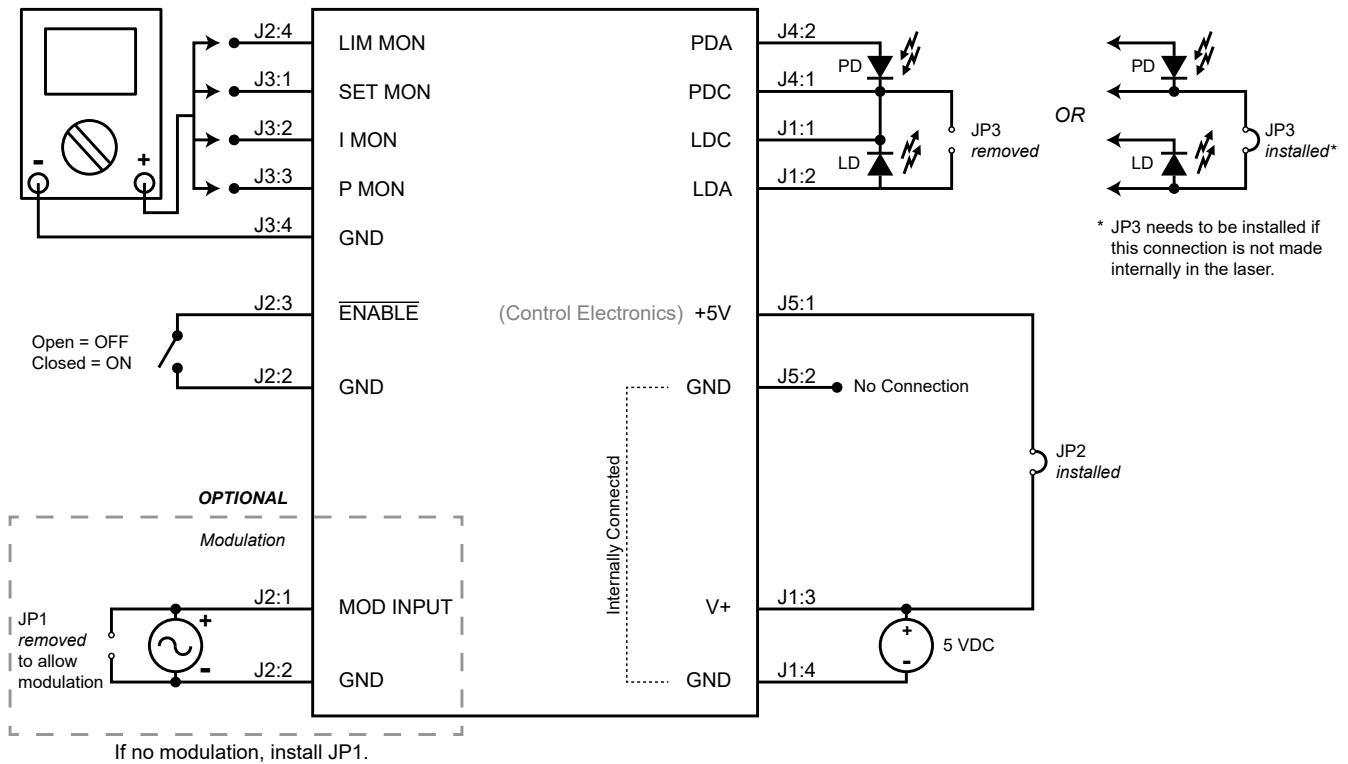 J2:4 LIM MON
J3:1 SET MON
J3:2 I MON
J3:3 P MON
J3:4 GND
- +
J2:3 ENABLE
J2:2 GND
Open = OFF
Closed = ON
OPTIONAL
Modulation
J2:1 MOD INPUT
J2:2 GND
JP1
removed
to allow
modulation
+
-
If no modulation, install JP1.
(Control Electronics)
Internally Connected
PDA J4:2
PDC J4:1
LDC J1:1
LDA J1:2
PD
LD
JP3
removed
OR
PD
LD
JP3
installed*
* JP3 needs to be installed if
this connection is not made
internally in the laser.
+5V J5:1
GND J5:2 No Connection
JP2
installed
V+ J1:3
GND J1:4
+
-
5 VDC